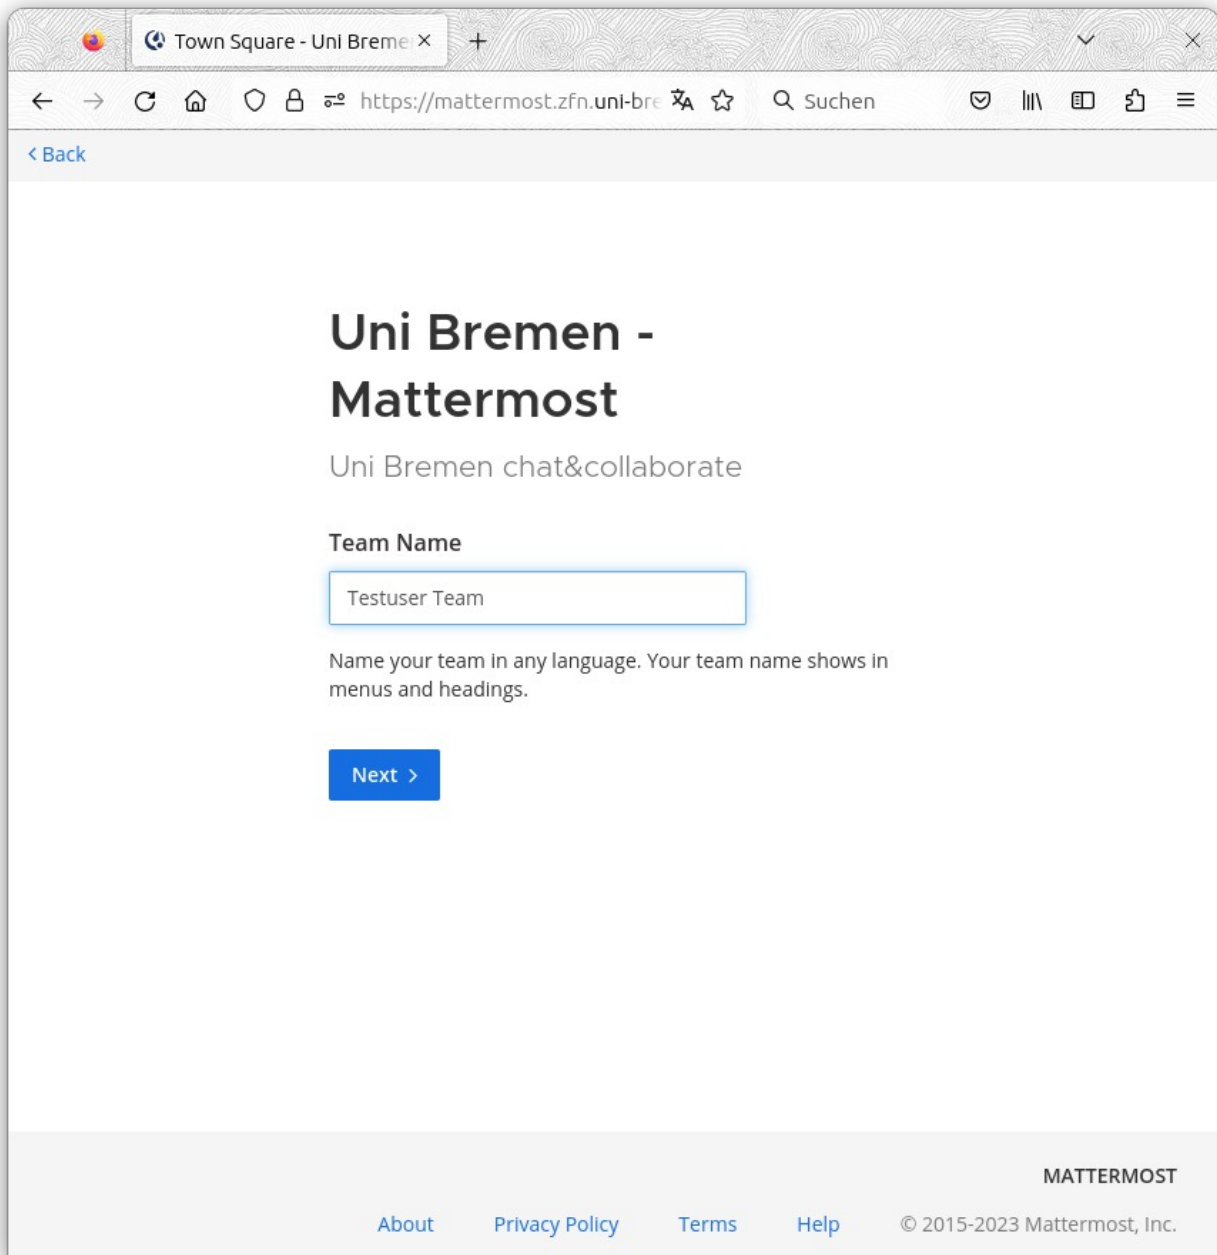 Town Square - Uni Breme
https://mattermost.zfn.uni-bre
Suchen
Back
Uni Bremen -
Mattermost
Uni Bremen chat&collaborate
Team Name
Testuser Team
Name your team in any language. Your team name shows in
menus and headings.
Next
MATTERMOST
About Privacy Policy Terms Help © 2015-2023 Mattermost, Inc.